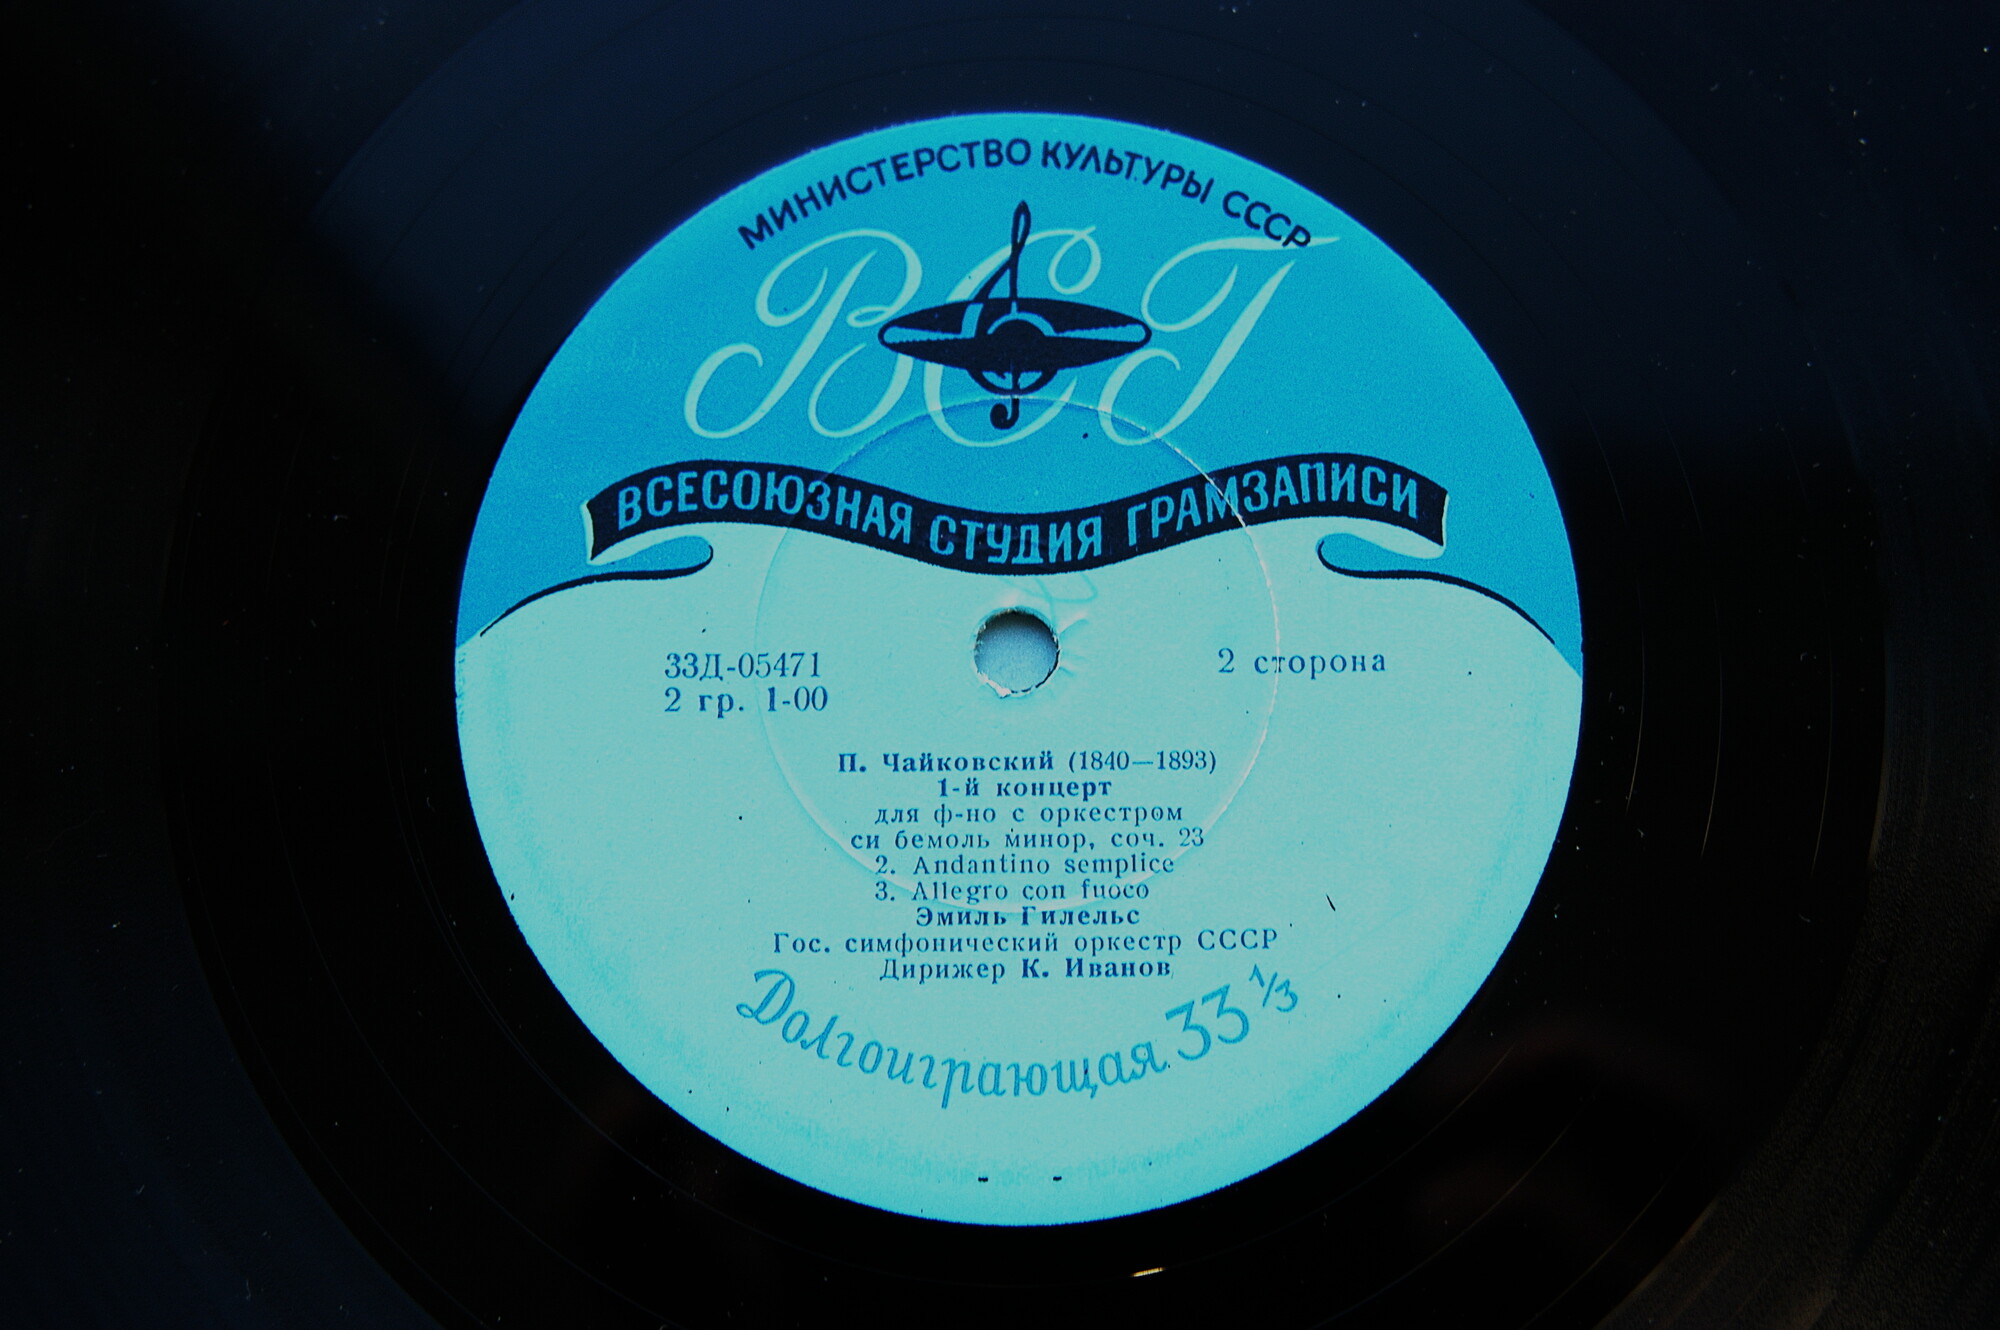 МИНИСТЕРСТВО КУЛЬТУРЫ СССР
ВСГ
ВСЕСОЮЗНАЯ СТУДИЯ ГРАМЗАПИСИ
33Д-05471
2 гр. 1-00
2 сторона
П. Чайковский (1840—1893)
1-й концерт
для ф-но с оркестром
си бемоль минор, соч. 23
2. Andantino semplice
3. Allegro con fuoco
Эмиль Гилельс
Гос. симфонический оркестр СССР
Дирижер К. Иванов
Долгоиграющая 33 1/3